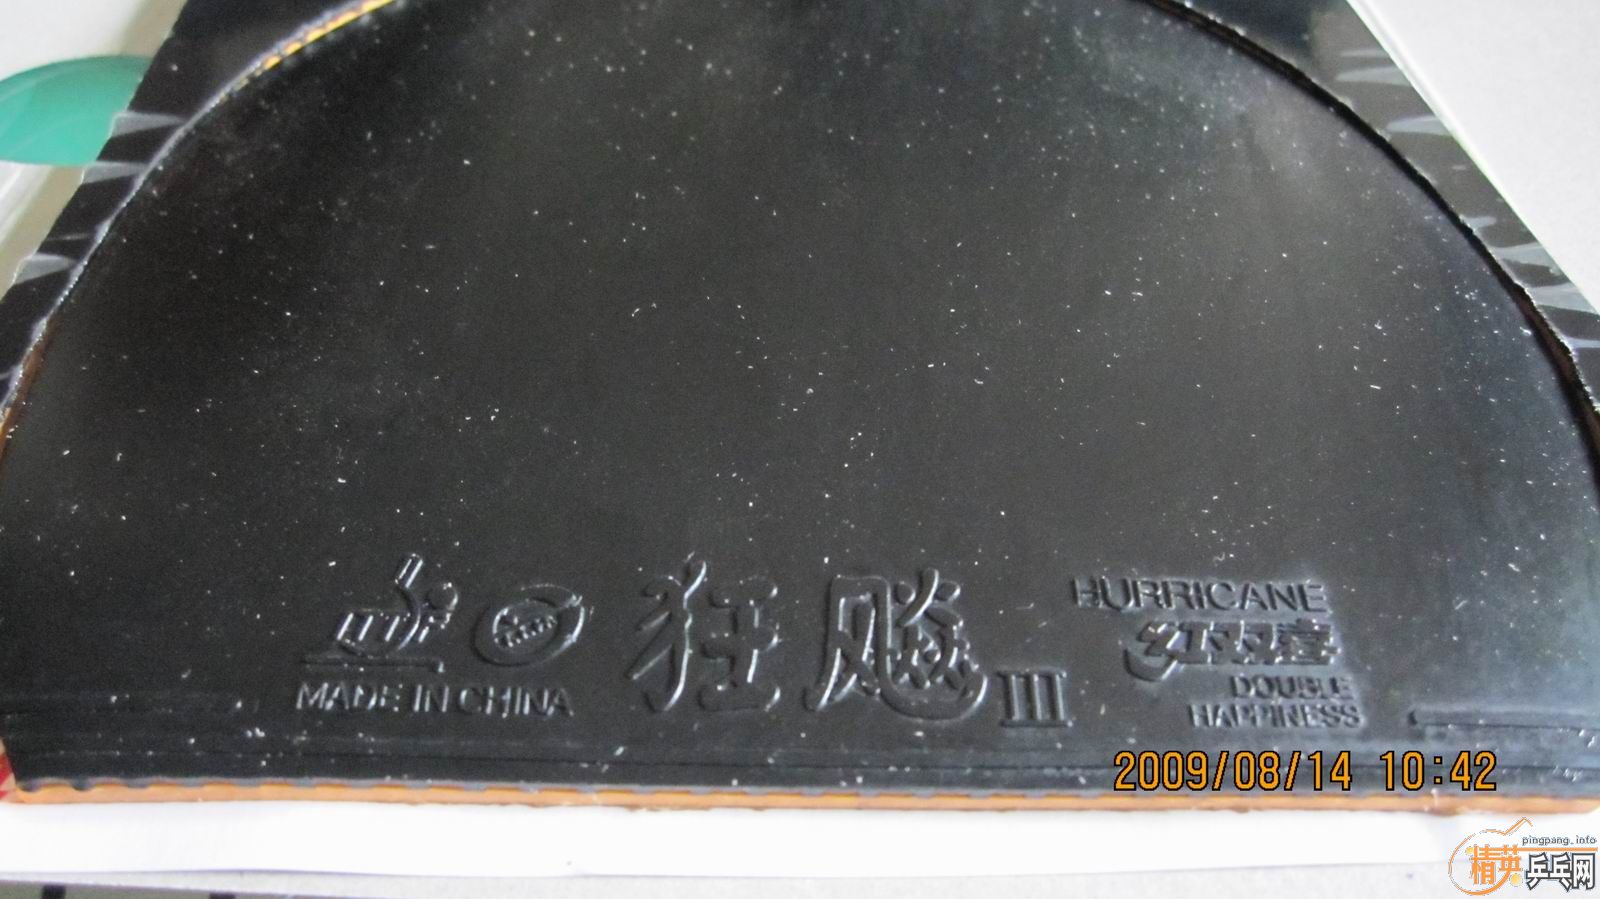 ITTF
MADE IN CHINA
狂飚 III
HURRICANE
红双喜
DOUBLE
HAPPINESS
2009/08/14 10:42
pingpang.info
精英乒乓网